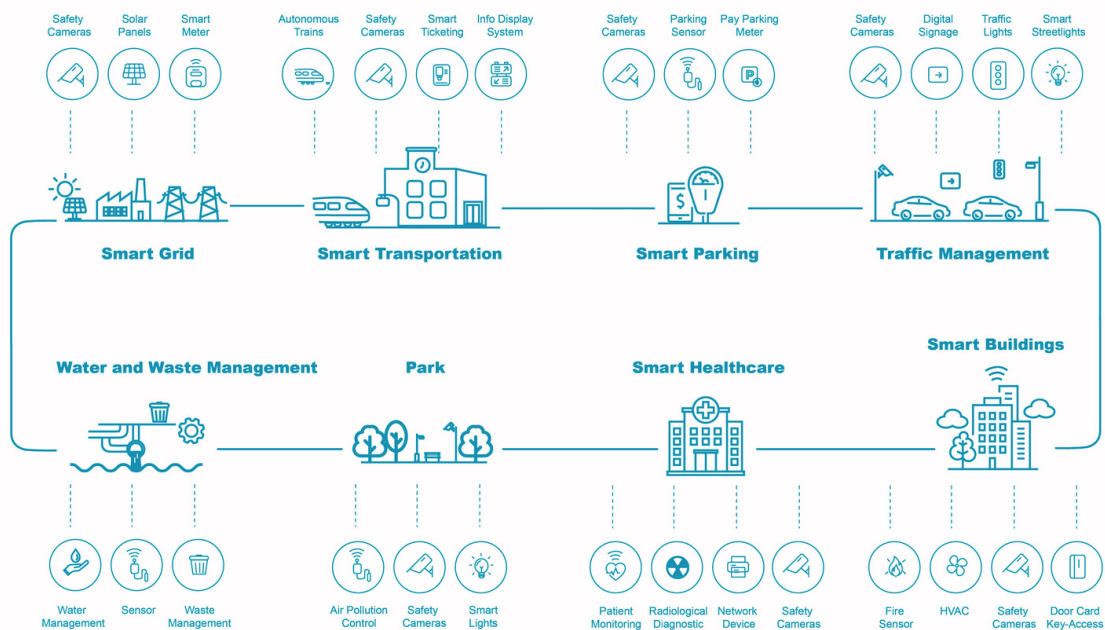 Safety
Cameras
Solar
Panels
Smart
Meter
Autonomous
Trains
Safety
Cameras
Smart
Ticketing
Info Display
System
Safety
Cameras
Parking
Sensor
Pay Parking
Meter
Safety
Cameras
Digital
Signage
Traffic
Lights
Smart
Streetlights
P
$
Smart Grid
Smart Transportation
Smart Parking
Traffic Management
Water and Waste Management
Park
Smart Healthcare
Smart Buildings
Water
Management
Sensor
Waste
Management
Air Pollution
Control
Safety
Cameras
Smart
Lights
Patient
Monitoring
Radiological
Diagnostic
Network
Device
Safety
Cameras
Fire
Sensor
HVAC
Safety
Cameras
Door Card
Key-Access